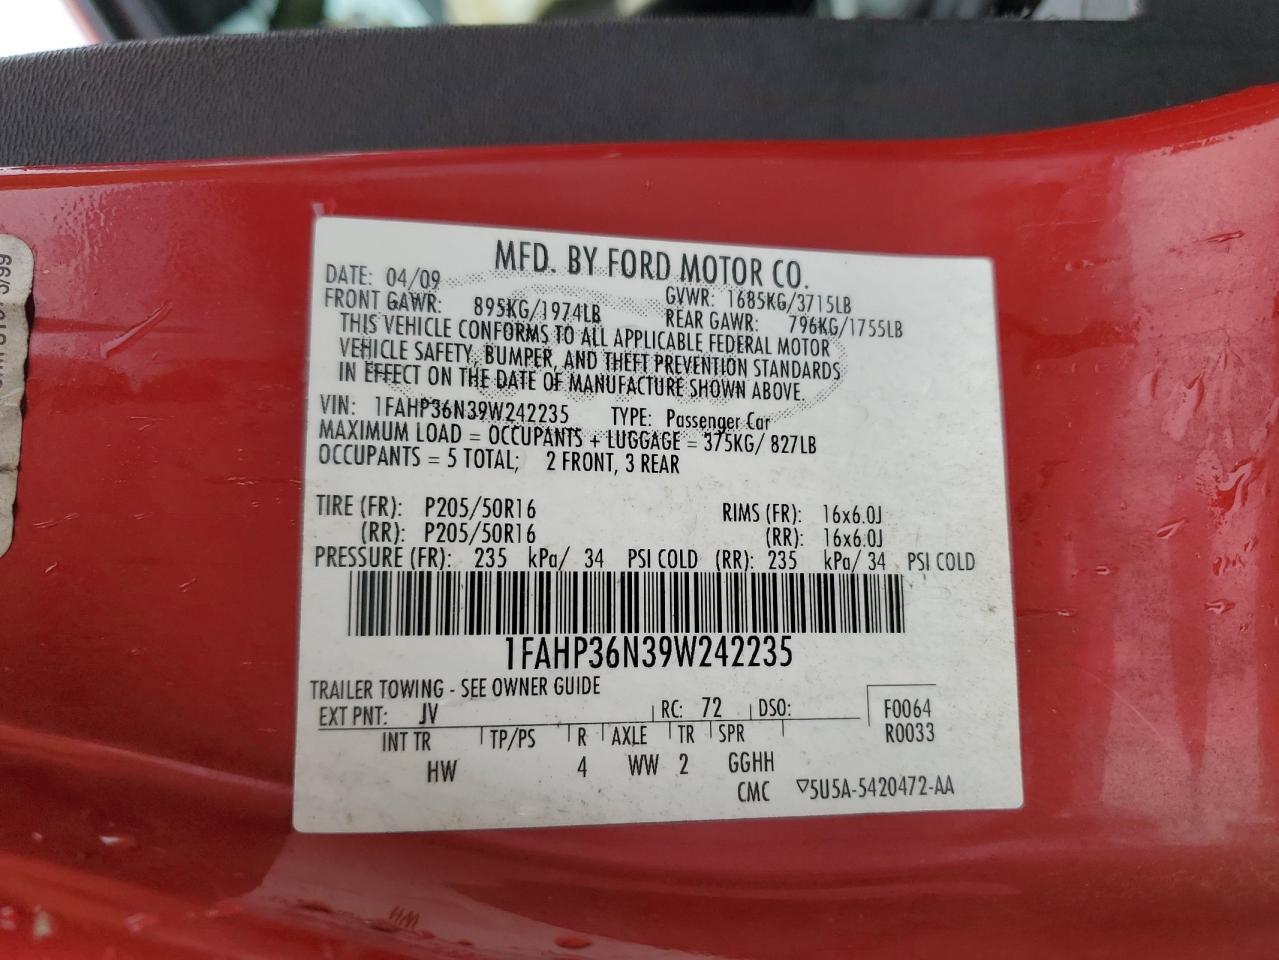 MFD. BY FORD MOTOR CO.
DATE: 04/09
GVWR: 1685KG/3715LB
FRONT GAWR: 895KG/1974LB
REAR GAWR: 796KG/1755LB
THIS VEHICLE CONFORMS TO ALL APPLICABLE FEDERAL MOTOR
VEHICLE SAFETY, BUMPER, AND THEFT PREVENTION STANDARDS
IN EFFECT ON THE DATE OF MANUFACTURE SHOWN ABOVE.
VIN: 1FAHP36N39W242235 TYPE: Passenger Car
MAXIMUM LOAD = OCCUPANTS + LUGGAGE = 375KG/ 827LB
OCCUPANTS = 5 TOTAL; 2 FRONT, 3 REAR
TIRE (FR): P205/50R16 RIMS (FR): 16x6.0J
(RR): P205/50R16 (RR): 16x6.0J
PRESSURE (FR): 235 kPa/ 34 PSI COLD (RR): 235 kPa/ 34 PSI COLD
1FAHP36N39W242235
TRAILER TOWING - SEE OWNER GUIDE
EXT PNT: JV RC: 72 DSO: F0064
R0033
INT TR TP/PS R AXLE TR SPR
HW 4 WW 2 GGHH
CMC ▽5U5A-5420472-AA
5/99